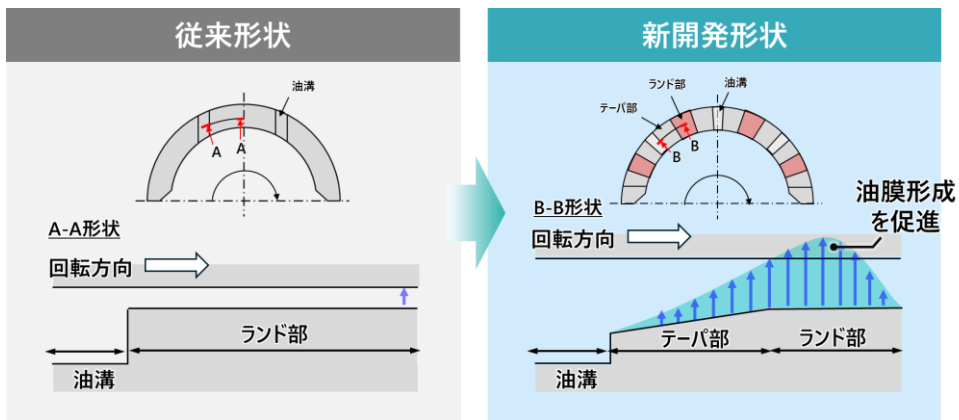 従来形状
油溝
A
A
A-A形状
回転方向
ランド部
油溝
新開発形状
ランド部
油溝
テーパ部
B
B
B-B形状
油膜形成
を促進
回転方向
テーパ部
ランド部
油溝